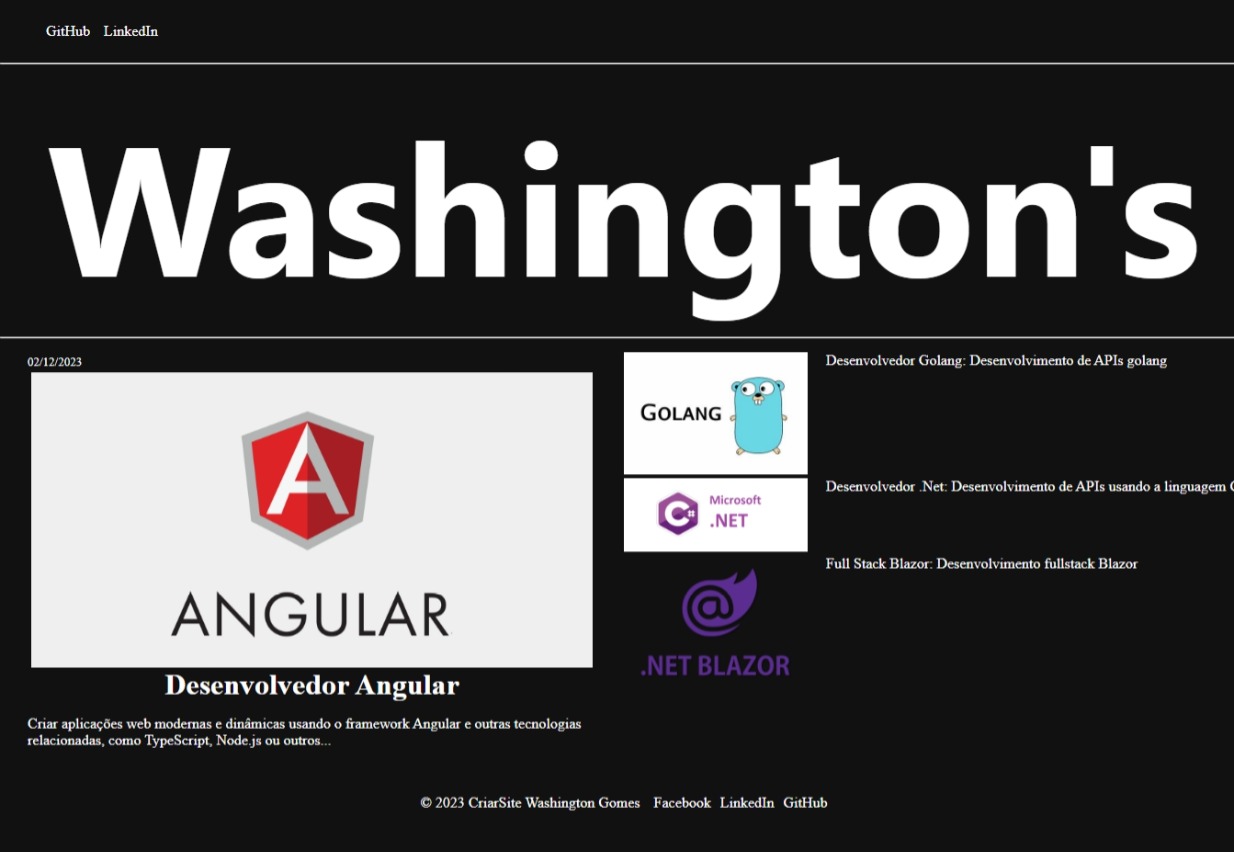 GitHub LinkedIn
Washington's
02/12/2023
ANGULAR
Desenvolvedor Angular
Criar aplicações web modernas e dinâmicas usando o framework Angular e outras tecnologias
relacionadas, como TypeScript, Node.js ou outros...
GOLANG
Desenvolvedor Golang: Desenvolvimento de APIs golang
C# Microsoft
.NET
Desenvolvedor .Net: Desenvolvimento de APIs usando a linguagem
@
.NET BLAZOR
Full Stack Blazor: Desenvolvimento fullstack Blazor
© 2023 CriarSite Washington Gomes Facebook LinkedIn GitHub